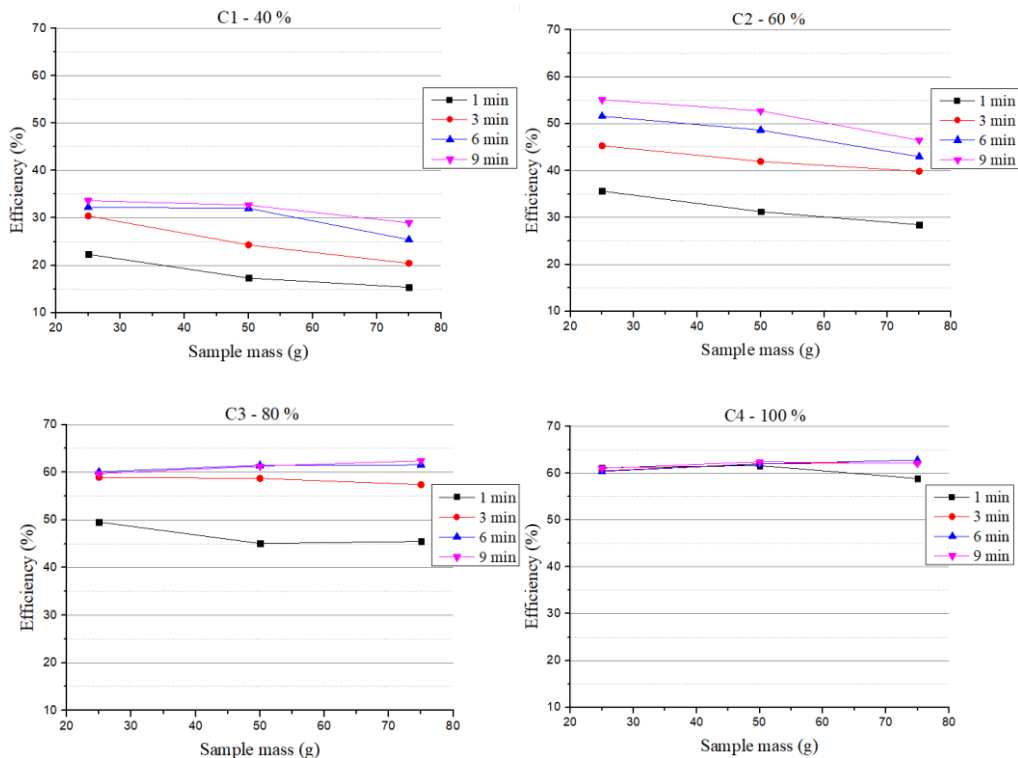 C1 - 40 %
70
60
50
40
30
20
10
Efficiency (%)
20 30 40 50 60 70 80
Sample mass (g)
1 min
3 min
6 min
9 min
C2 - 60 %
70
60
50
40
30
20
10
Efficiency (%)
20 30 40 50 60 70 80
Sample mass (g)
1 min
3 min
6 min
9 min
C3 - 80 %
70
60
50
40
30
20
10
Efficiency (%)
20 30 40 50 60 70 80
Sample mass (g)
1 min
3 min
6 min
9 min
C4 - 100 %
70
60
50
40
30
20
10
Efficiency (%)
20 30 40 50 60 70 80
Sample mass (g)
1 min
3 min
6 min
9 min